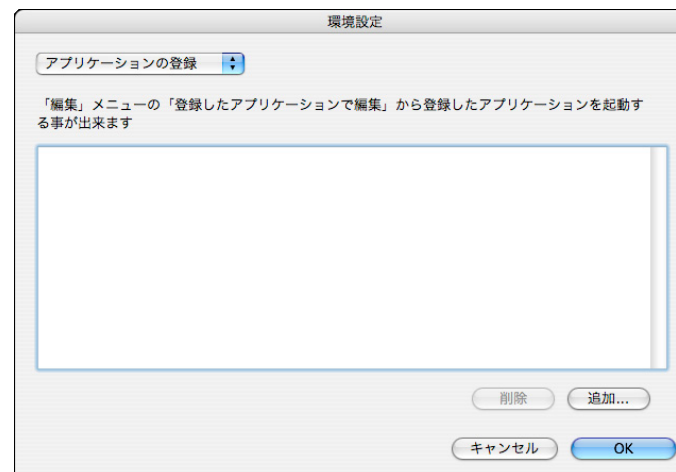 環境設定
アプリケーションの登録
「編集」メニューの「登録したアプリケーションで編集」から登録したアプリケーションを起動す
る事が出来ます
削除
追加...
キャンセル
OK